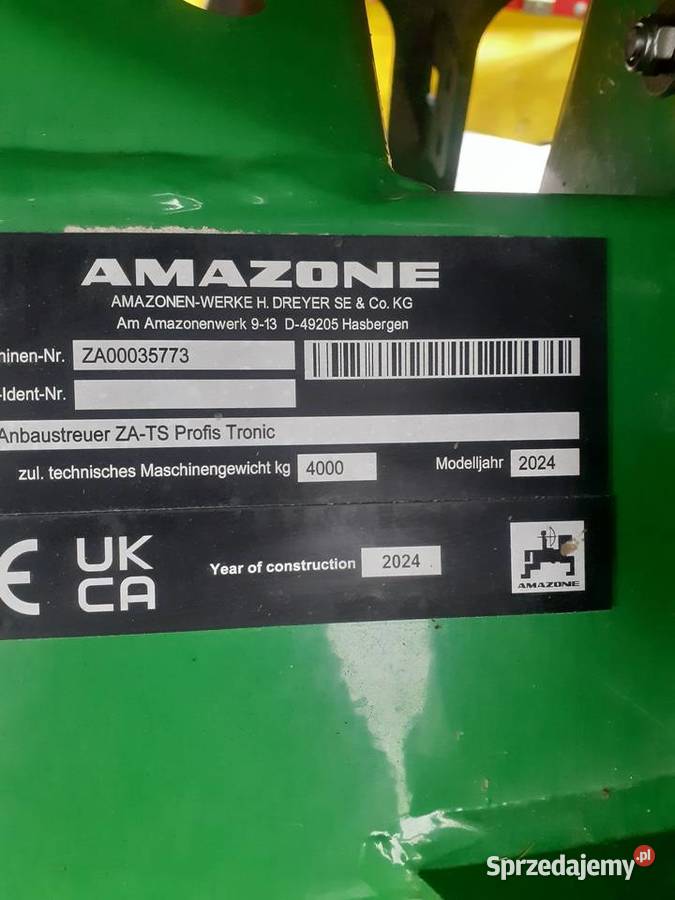 AMAZONE
AMAZONEN-WERKE H. DREYER SE & Co. KG
Am Amazonenwerk 9-13 D-49205 Hasbergen
hinen-Nr. ZA00035773
-Ident-Nr.
Anbaustreuer ZA-TS Profis Tronic
zul. technisches Maschinengewicht kg 4000 Modelljahr 2024
CE
UK
CA
Year of construction 2024
AMAZONE
Sprzedajemy.pl